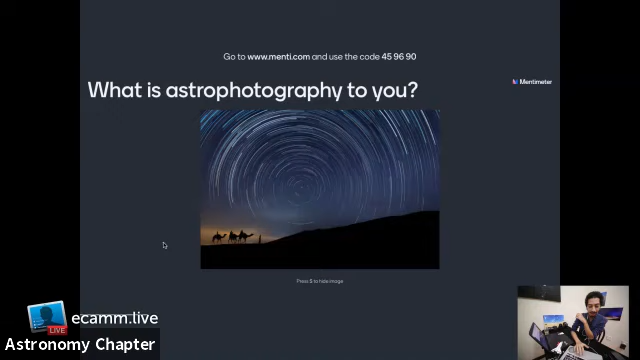 Go to www.menti.com and use the code 45 96 90
What is astrophotography to you?
Mentimeter
Press S to hide image
ecamm.live
LIVE
Astronomy Chapter